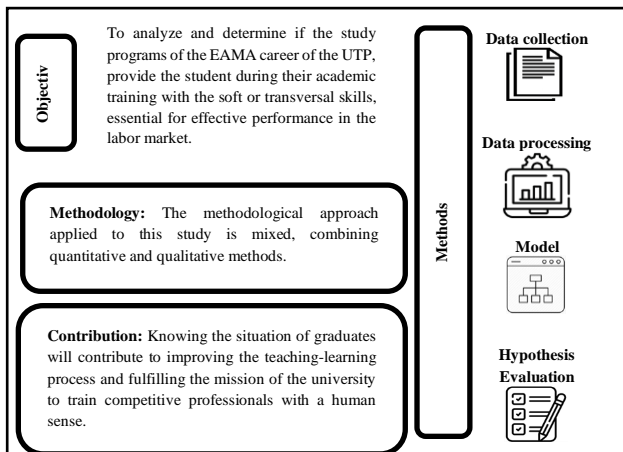 Objectiv
To analyze and determine if the study
programs of the EAMA career of the UTP,
provide the student during their academic
training with the soft or transversal skills,
essential for effective performance in the
labor market.
Methodology: The methodological approach
applied to this study is mixed, combining
quantitative and qualitative methods.
Contribution: Knowing the situation of graduates
will contribute to improving the teaching-learning
process and fulfilling the mission of the university
to train competitive professionals with a human
sense.
Methods
Data collection
Data processing
Model
Hypothesis
Evaluation